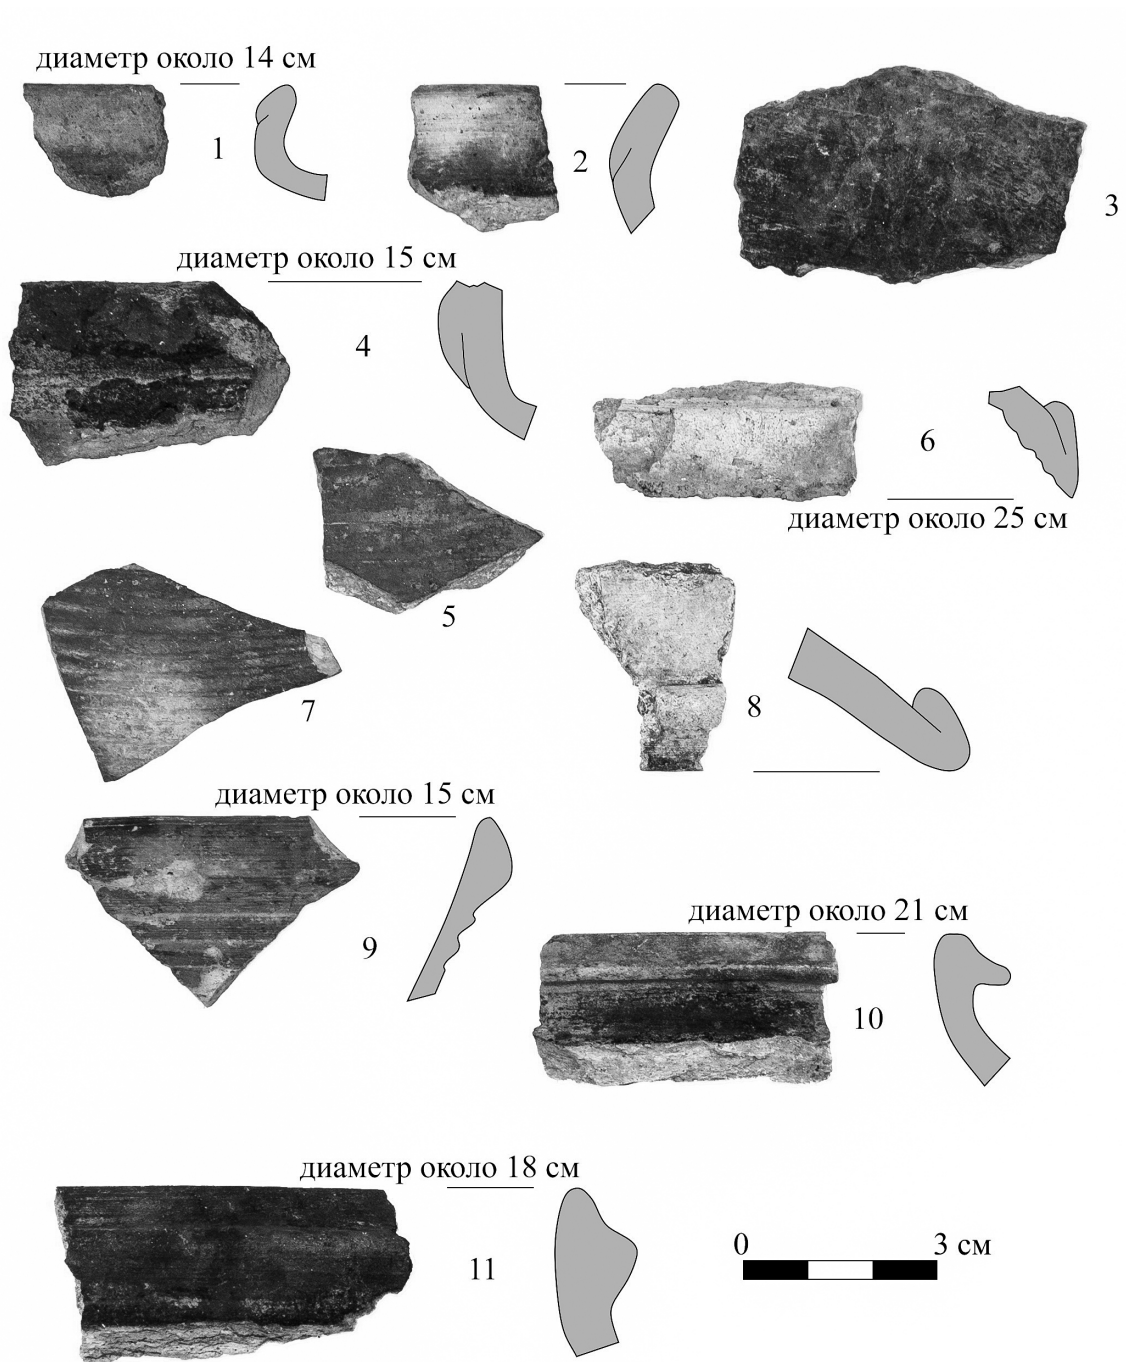 диаметр около 14 см
1
2
3
диаметр около 15 см
4
6
диаметр около 25 см
5
7
8
диаметр около 15 см
9
диаметр около 21 см
10
диаметр около 18 см
11
0 3 см